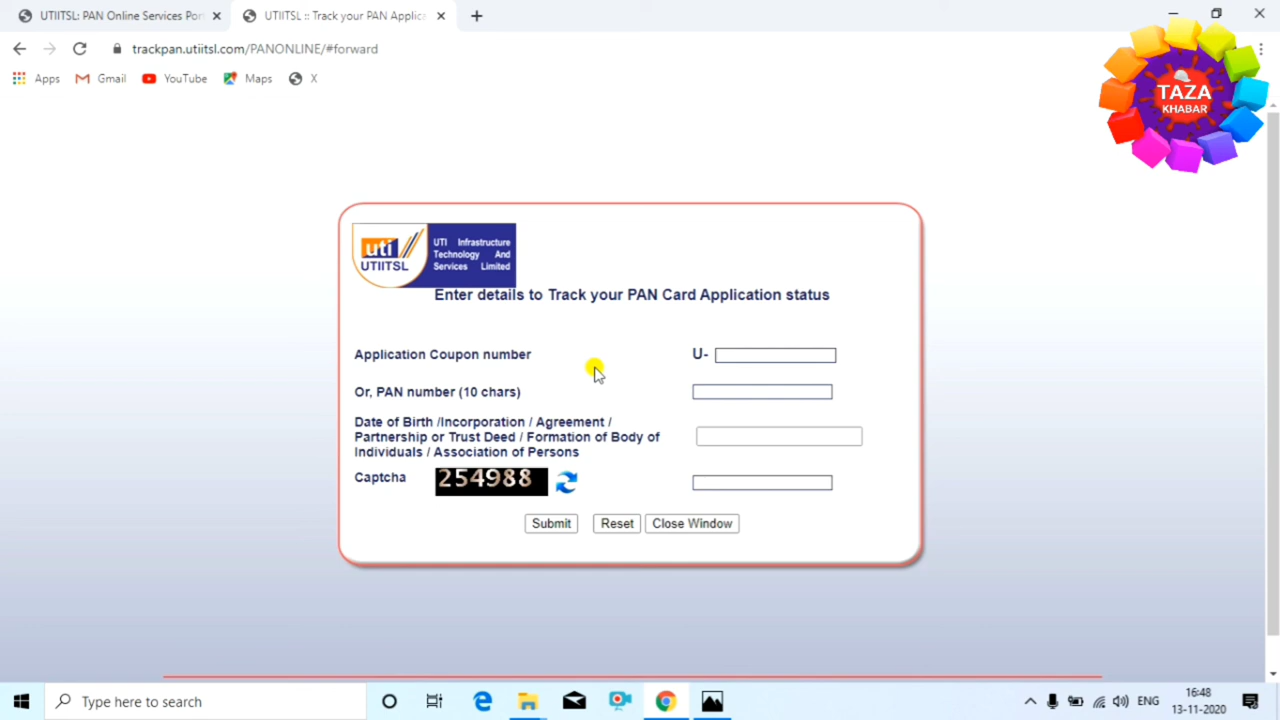 UTIITSL: PAN Online Services Por
UTIITSL :: Track your PAN Applica
trackpan.utiitsl.com/PANONLINE/#forward
Apps Gmail YouTube Maps X
TAZA
KHABAR
uti
UTIITSL
UTI Infrastructure
Technology And
Services Limited
Enter details to Track your PAN Card Application status
Application Coupon number U-
Or, PAN number (10 chars)
Date of Birth /Incorporation / Agreement /
Partnership or Trust Deed / Formation of Body of
Individuals / Association of Persons
Captcha 254988
Submit Reset Close Window
Type here to search
ENG
16:48
13-11-2020